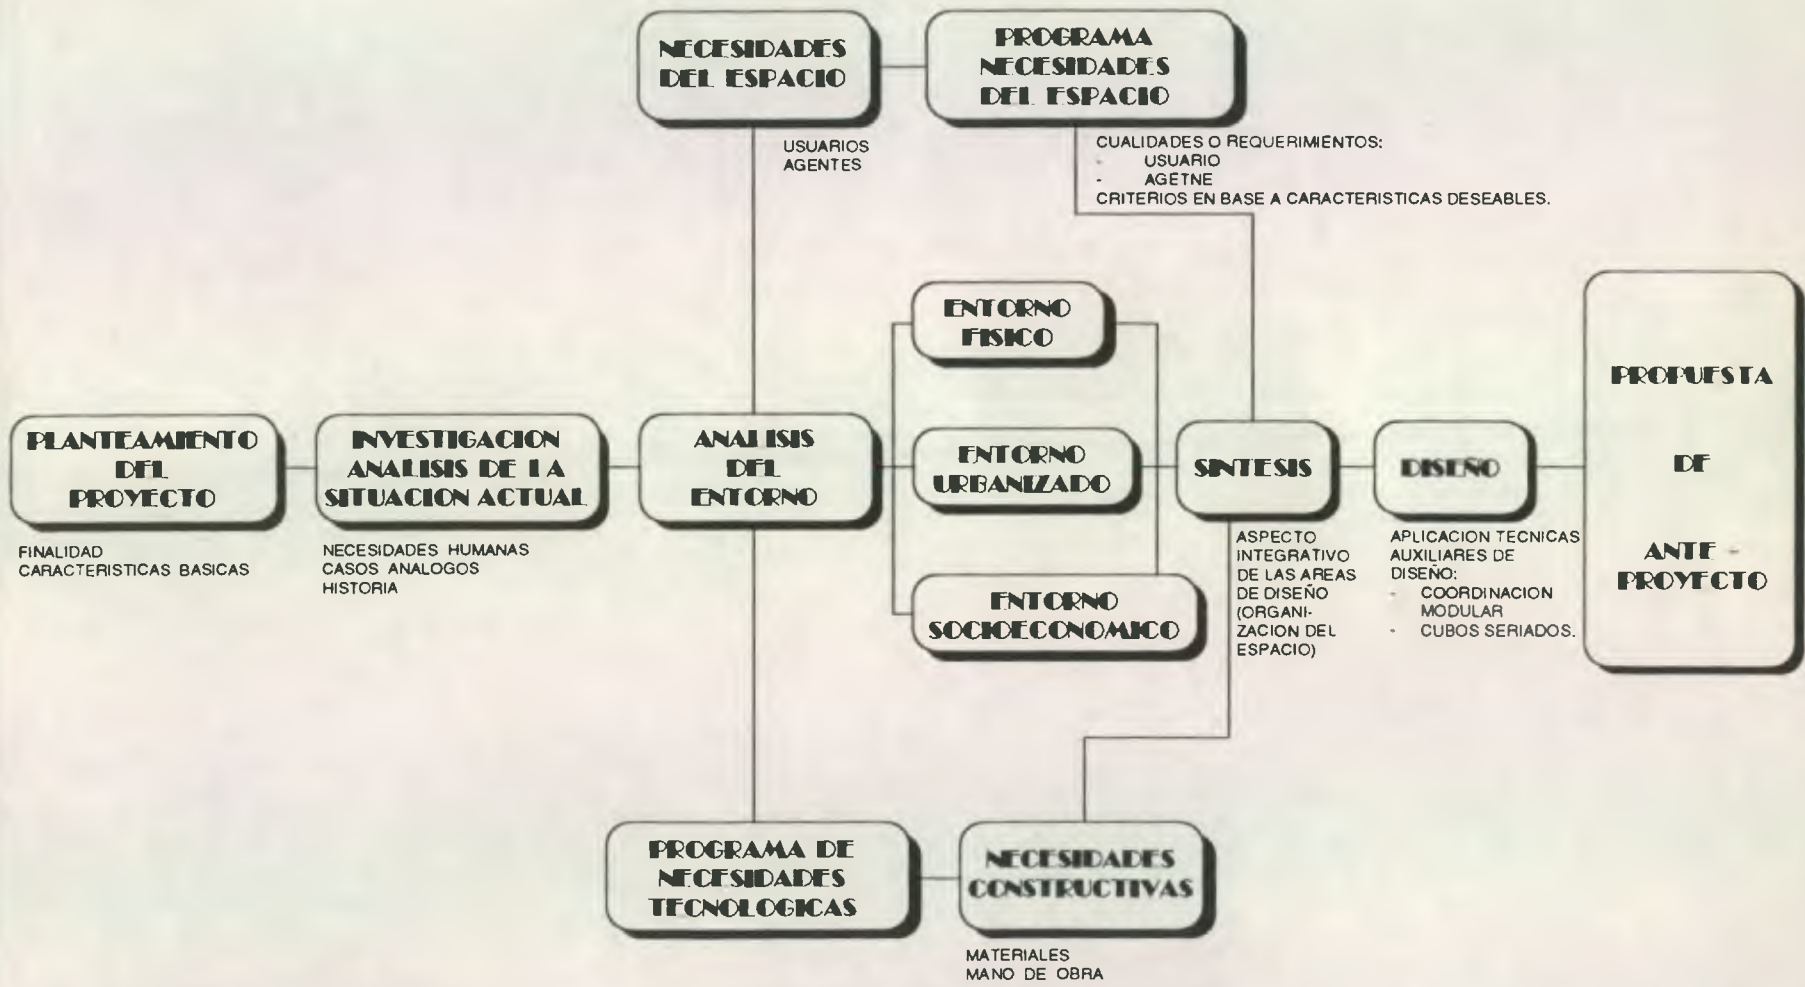 NECESIDADES
DEL ESPACIO
PROGRAMA
NECESIDADES
DEL ESPACIO
USUARIOS
AGENTES
CUALIDADES O REQUERIMIENTOS:
- USUARIO
- AGETNE
CRITERIOS EN BASE A CARACTERISTICAS DESEABLES.
PLANTEAMIENTO
DEL
PROYECTO
FINALIDAD
CARACTERISTICAS BASICAS
INVESTIGACION
ANALISIS DE LA
SITUACION ACTUAL
NECESIDADES HUMANAS
CASOS ANALOGOS
HISTORIA
ANALISIS
DEL
ENTORNO
ENTORNO
FISICO
ENTORNO
URBANIZADO
ENTORNO
SOCIOECONOMICO
SINTESIS
ASPECTO
INTEGRATIVO
DE LAS AREAS
DE DISEÑO
(ORGANI-
ZACION DEL
ESPACIO)
DISEÑO
APLICACION TECNICAS
AUXILIARES DE
DISEÑO:
- COORDINACION
MODULAR
- CUBOS SERIADOS.
PROPUESTA
DE
ANTE -
PROYECTO
PROGRAMA DE
NECESIDADES
TECNOLOGICAS
NECESIDADES
CONSTRUCTIVAS
MATERIALES
MANO DE OBRA